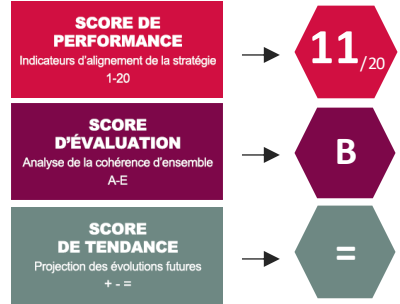 SCORE DE
PERFORMANCE
Indicateurs d'alignement de la stratégie
1-20
11/20
SCORE
D'ÉVALUATION
Analyse de la cohérence d'ensemble
A-E
B
SCORE
DE TENDANCE
Projection des évolutions futures
+ - =
=